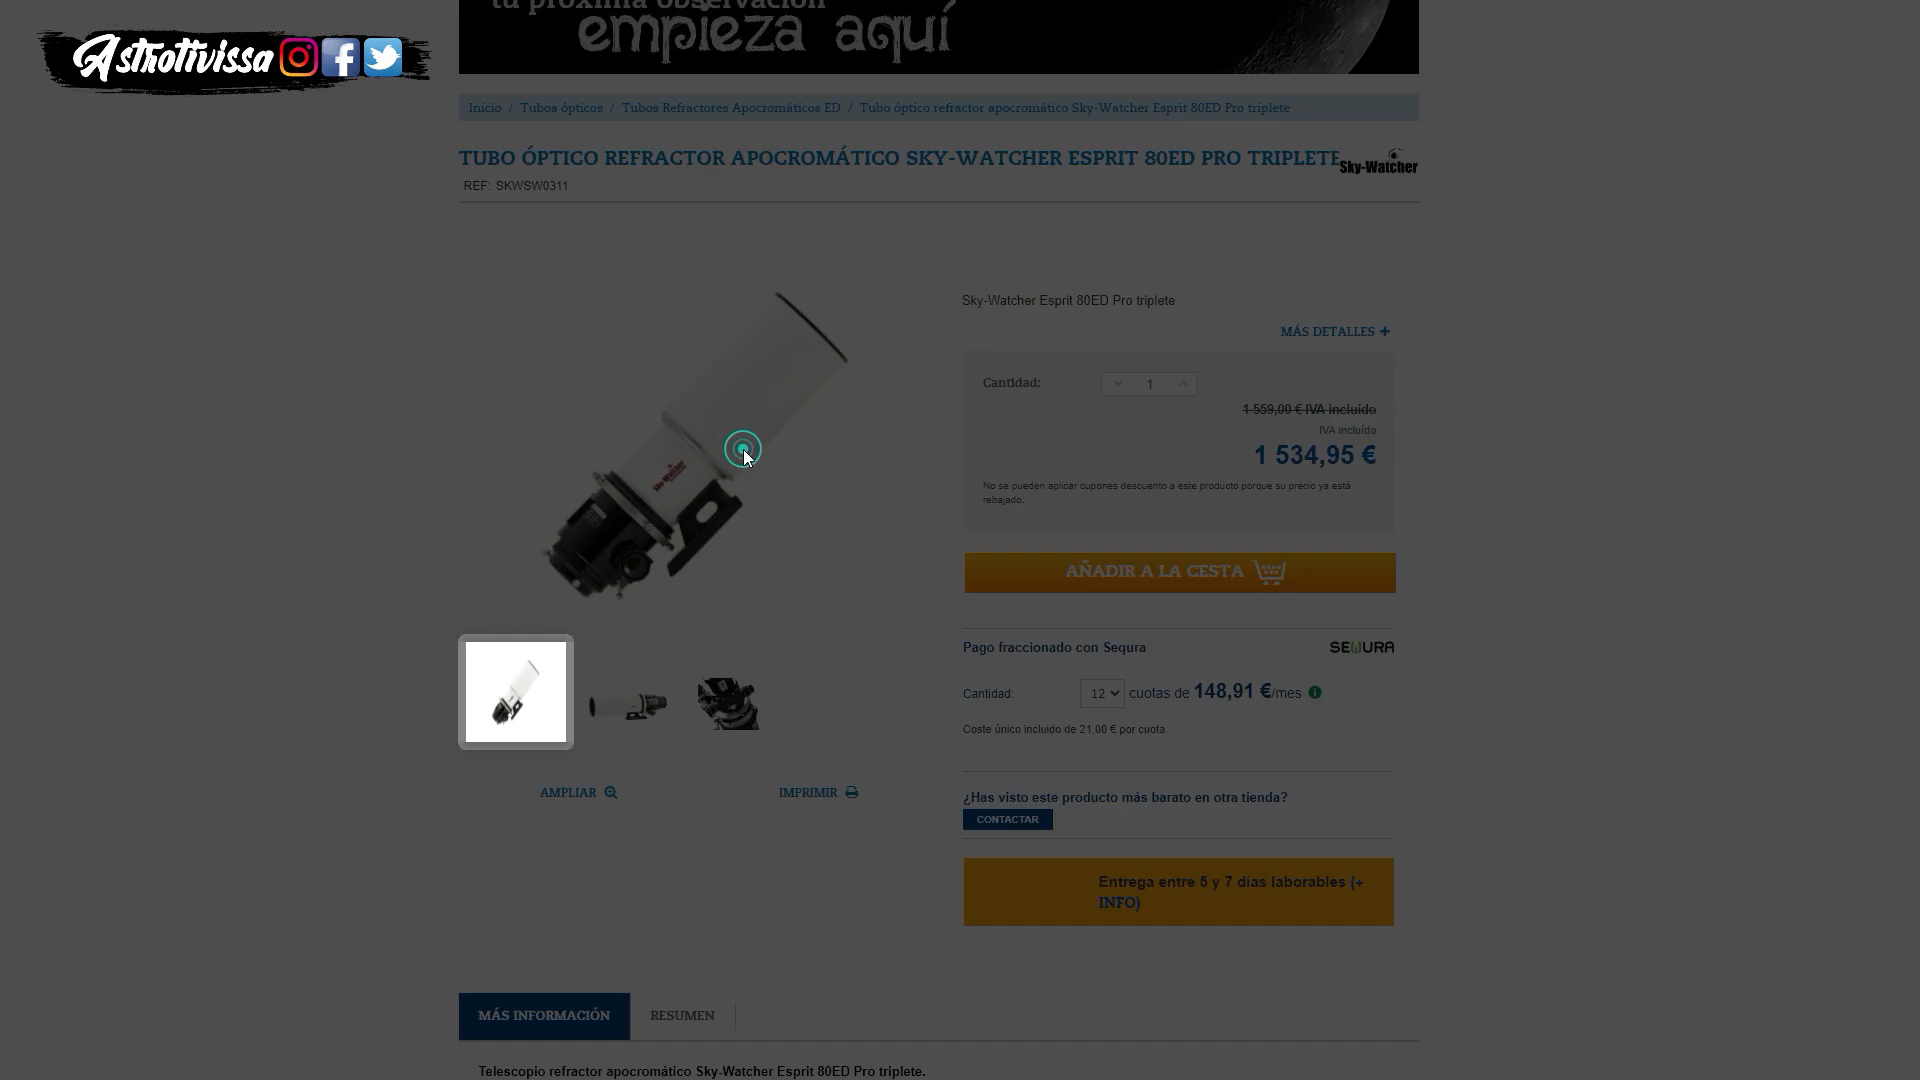 tu próxima observación
empieza aquí
Astrottivissa
Inicio / Tubos ópticos / Tubos Refractores Apocromáticos ED / Tubo óptico refractor apocromático Sky-Watcher Esprit 80ED Pro triplete
TUBO ÓPTICO REFRACTOR APOCROMÁTICO SKY-WATCHER ESPRIT 80ED PRO TRIPLETE
Sky-Watcher
REF: SKWSW0311
Sky-Watcher Esprit 80ED Pro triplete
MÁS DETALLES +
Cantidad: 1
1 559,00 € IVA incluido
IVA incluido
1 534,95 €
No se pueden aplicar cupones descuento a este producto porque su precio ya está
rebajado.
AÑADIR A LA CESTA
Pago fraccionado con Sequra
SEQURA
Cantidad: 12 cuotas de 148,91 €/mes i
Coste único incluido de 21,00 € por cuota
AMPLIAR
IMPRIMIR
¿Has visto este producto más barato en otra tienda?
CONTACTAR
Entrega entre 5 y 7 días laborables (+
INFO)
MÁS INFORMACIÓN
RESUMEN
Telescopio refractor apocromático Sky-Watcher Esprit 80ED Pro triplete.